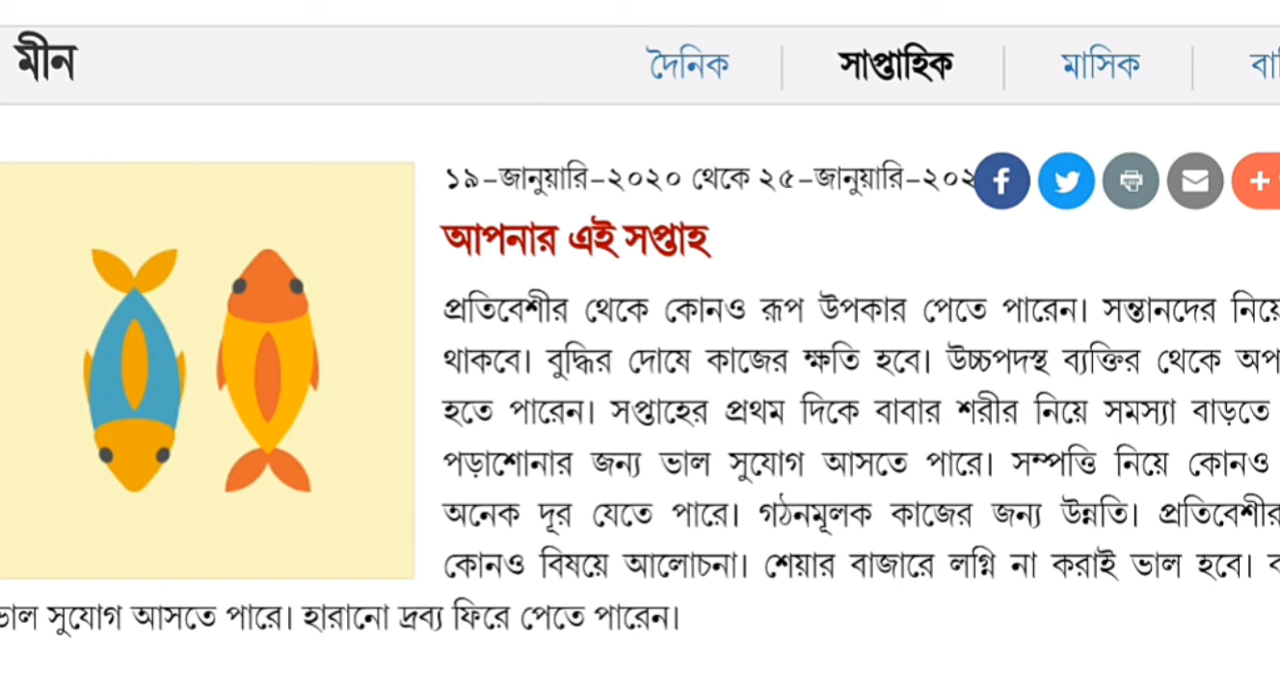 মীন
দৈনিক
সাপ্তাহিক
মাসিক
১৯-জানুয়ারি-২০২০ থেকে ২৫-জানুয়ারি-২০২
আপনার এই সপ্তাহ
প্রতিবেশীর থেকে কোনও রূপ উপকার পেতে পারেন। সন্তানদের নিয়ে
থাকবে। বুদ্ধির দোষে কাজের ক্ষতি হবে। উচ্চপদস্থ ব্যক্তির থেকে অপ
হতে পারেন। সপ্তাহের প্রথম দিকে বাবার শরীর নিয়ে সমস্যা বাড়তে
পড়াশোনার জন্য ভাল সুযোগ আসতে পারে। সম্পত্তি নিয়ে কোনও
অনেক দূর যেতে পারে। গঠনমূলক কাজের জন্য উন্নতি। প্রতিবেশীর
কোনও বিষয়ে আলোচনা। শেয়ার বাজারে লগ্নি না করাই ভাল হবে।
ভাল সুযোগ আসতে পারে। হারানো দ্রব্য ফিরে পেতে পারেন।